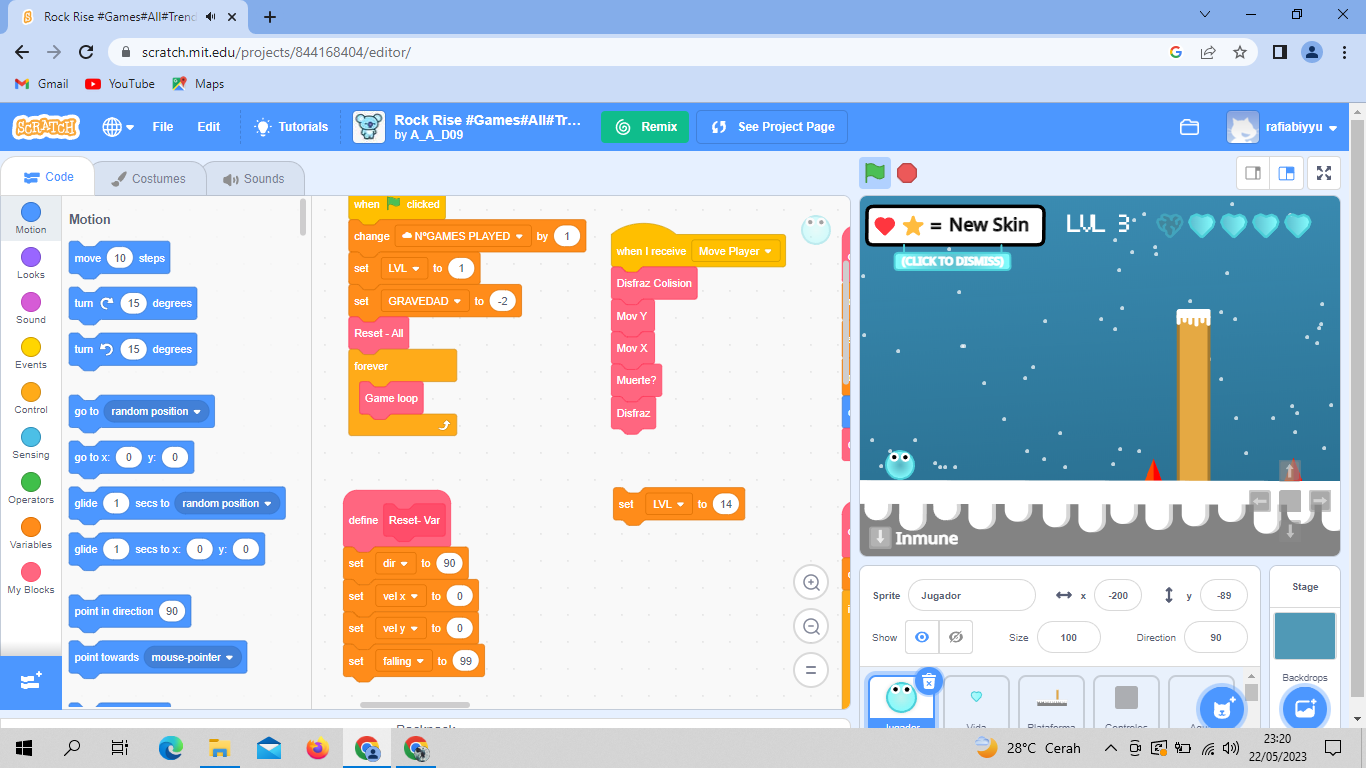 Rock Rise #Games#All#Trend
scratch.mit.edu/projects/844168404/editor/
Gmail
YouTube
Maps
SCRATCH
File
Edit
Tutorials
Rock Rise #Games#All#Tr...
by A_A_D09
Remix
See Project Page
rafiabiyyu
Code
Costumes
Sounds
Motion
Looks
Sound
Events
Control
Sensing
Operators
Variables
My Blocks
Motion
move 10 steps
turn 15 degrees
turn 15 degrees
go to random position
go to x: 0 y: 0
glide 1 secs to random position
glide 1 secs to x: 0 y: 0
point in direction 90
point towards mouse-pointer
when clicked
change NºGAMES PLAYED by 1
set LVL to 1
set GRAVEDAD to -2
Reset - All
forever
Game loop
define Reset- Var
set dir to 90
set vel x to 0
set vel y to 0
set falling to 99
when I receive Move Player
Disfraz Colision
Mov Y
Mov X
Muerte?
Disfraz
set LVL to 14
= New Skin
(CLICK TO DISMISS)
LVL 3
Inmune
Sprite Jugador x -200 y -89
Show Size 100 Direction 90
Jugador
Vida
Plataforma
Controles
Stage
Backdrops
28°C Cerah
23:20
22/05/2023